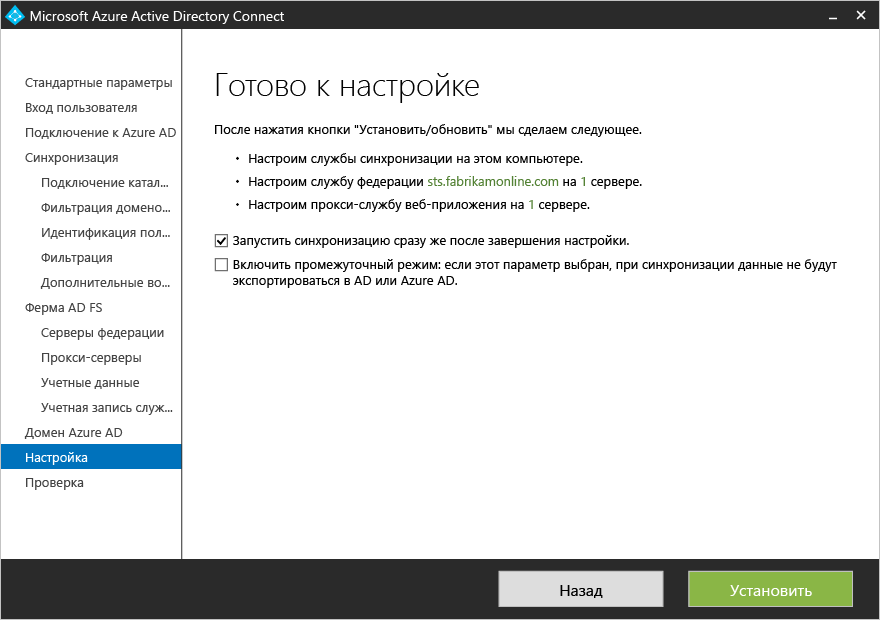 Microsoft Azure Active Directory Connect
Стандартные параметры
Вход пользователя
Подключение к Azure AD
Синхронизация
Подключение катал...
Фильтрация домено...
Идентификация пол...
Фильтрация
Дополнительные во...
Ферма AD FS
Серверы федерации
Прокси-серверы
Учетные данные
Учетная запись служ...
Домен Azure AD
Настройка
Проверка
Готово к настройке
После нажатия кнопки "Установить/обновить" мы сделаем следующее.
• Настроим службы синхронизации на этом компьютере.
• Настроим службу федерации sts.fabrikamonline.com на 1 сервере.
• Настроим прокси-службу веб-приложения на 1 сервере.
Запустить синхронизацию сразу же после завершения настройки.
Включить промежуточный режим: если этот параметр выбран, при синхронизации данные не будут
экспортироваться в AD или Azure AD.
Назад
Установить